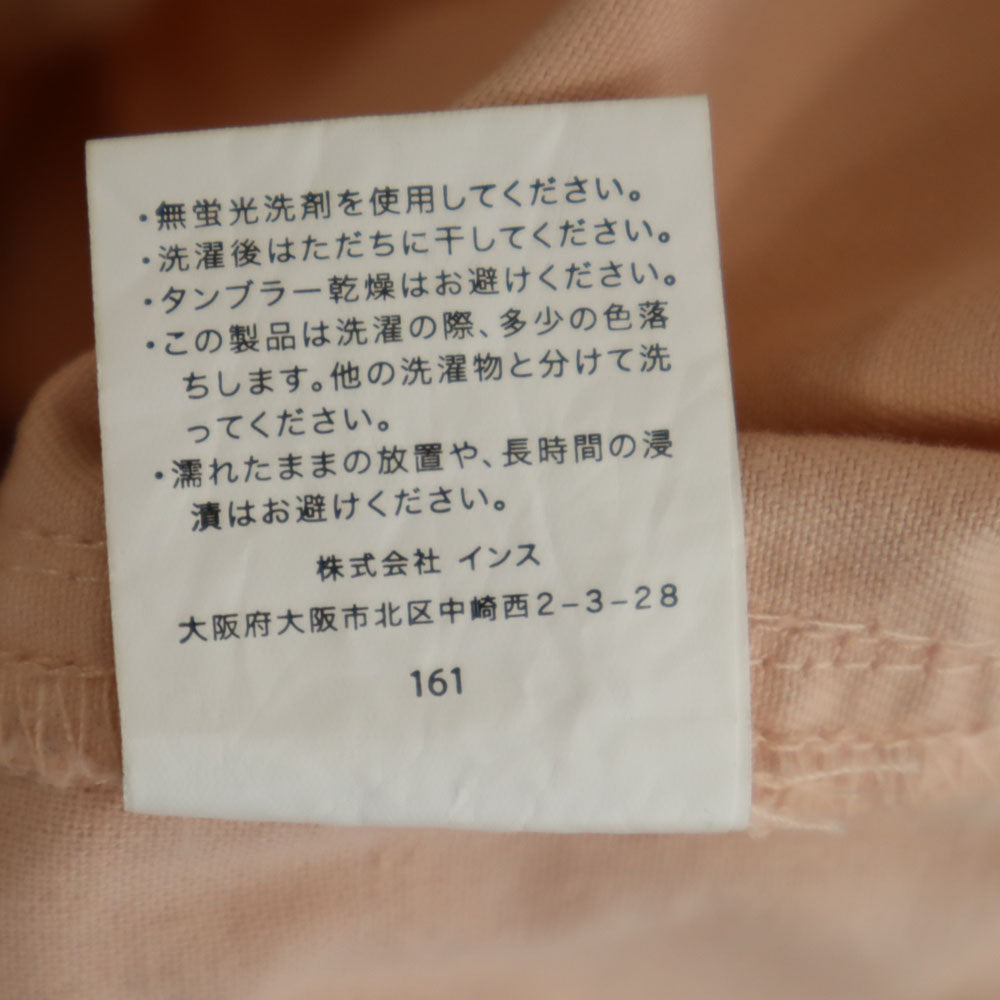 ・無蛍光洗剤を使用してください。
・洗濯後はただちに干してください。
・タンブラー乾燥はお避けください。
・この製品は洗濯の際、多少の色落
ちします。他の洗濯物と分けて洗
ってください。
・濡れたままの放置や、長時間の浸
漬はお避けください。
株式会社 インス
大阪府大阪市北区中崎西2-3-28
161